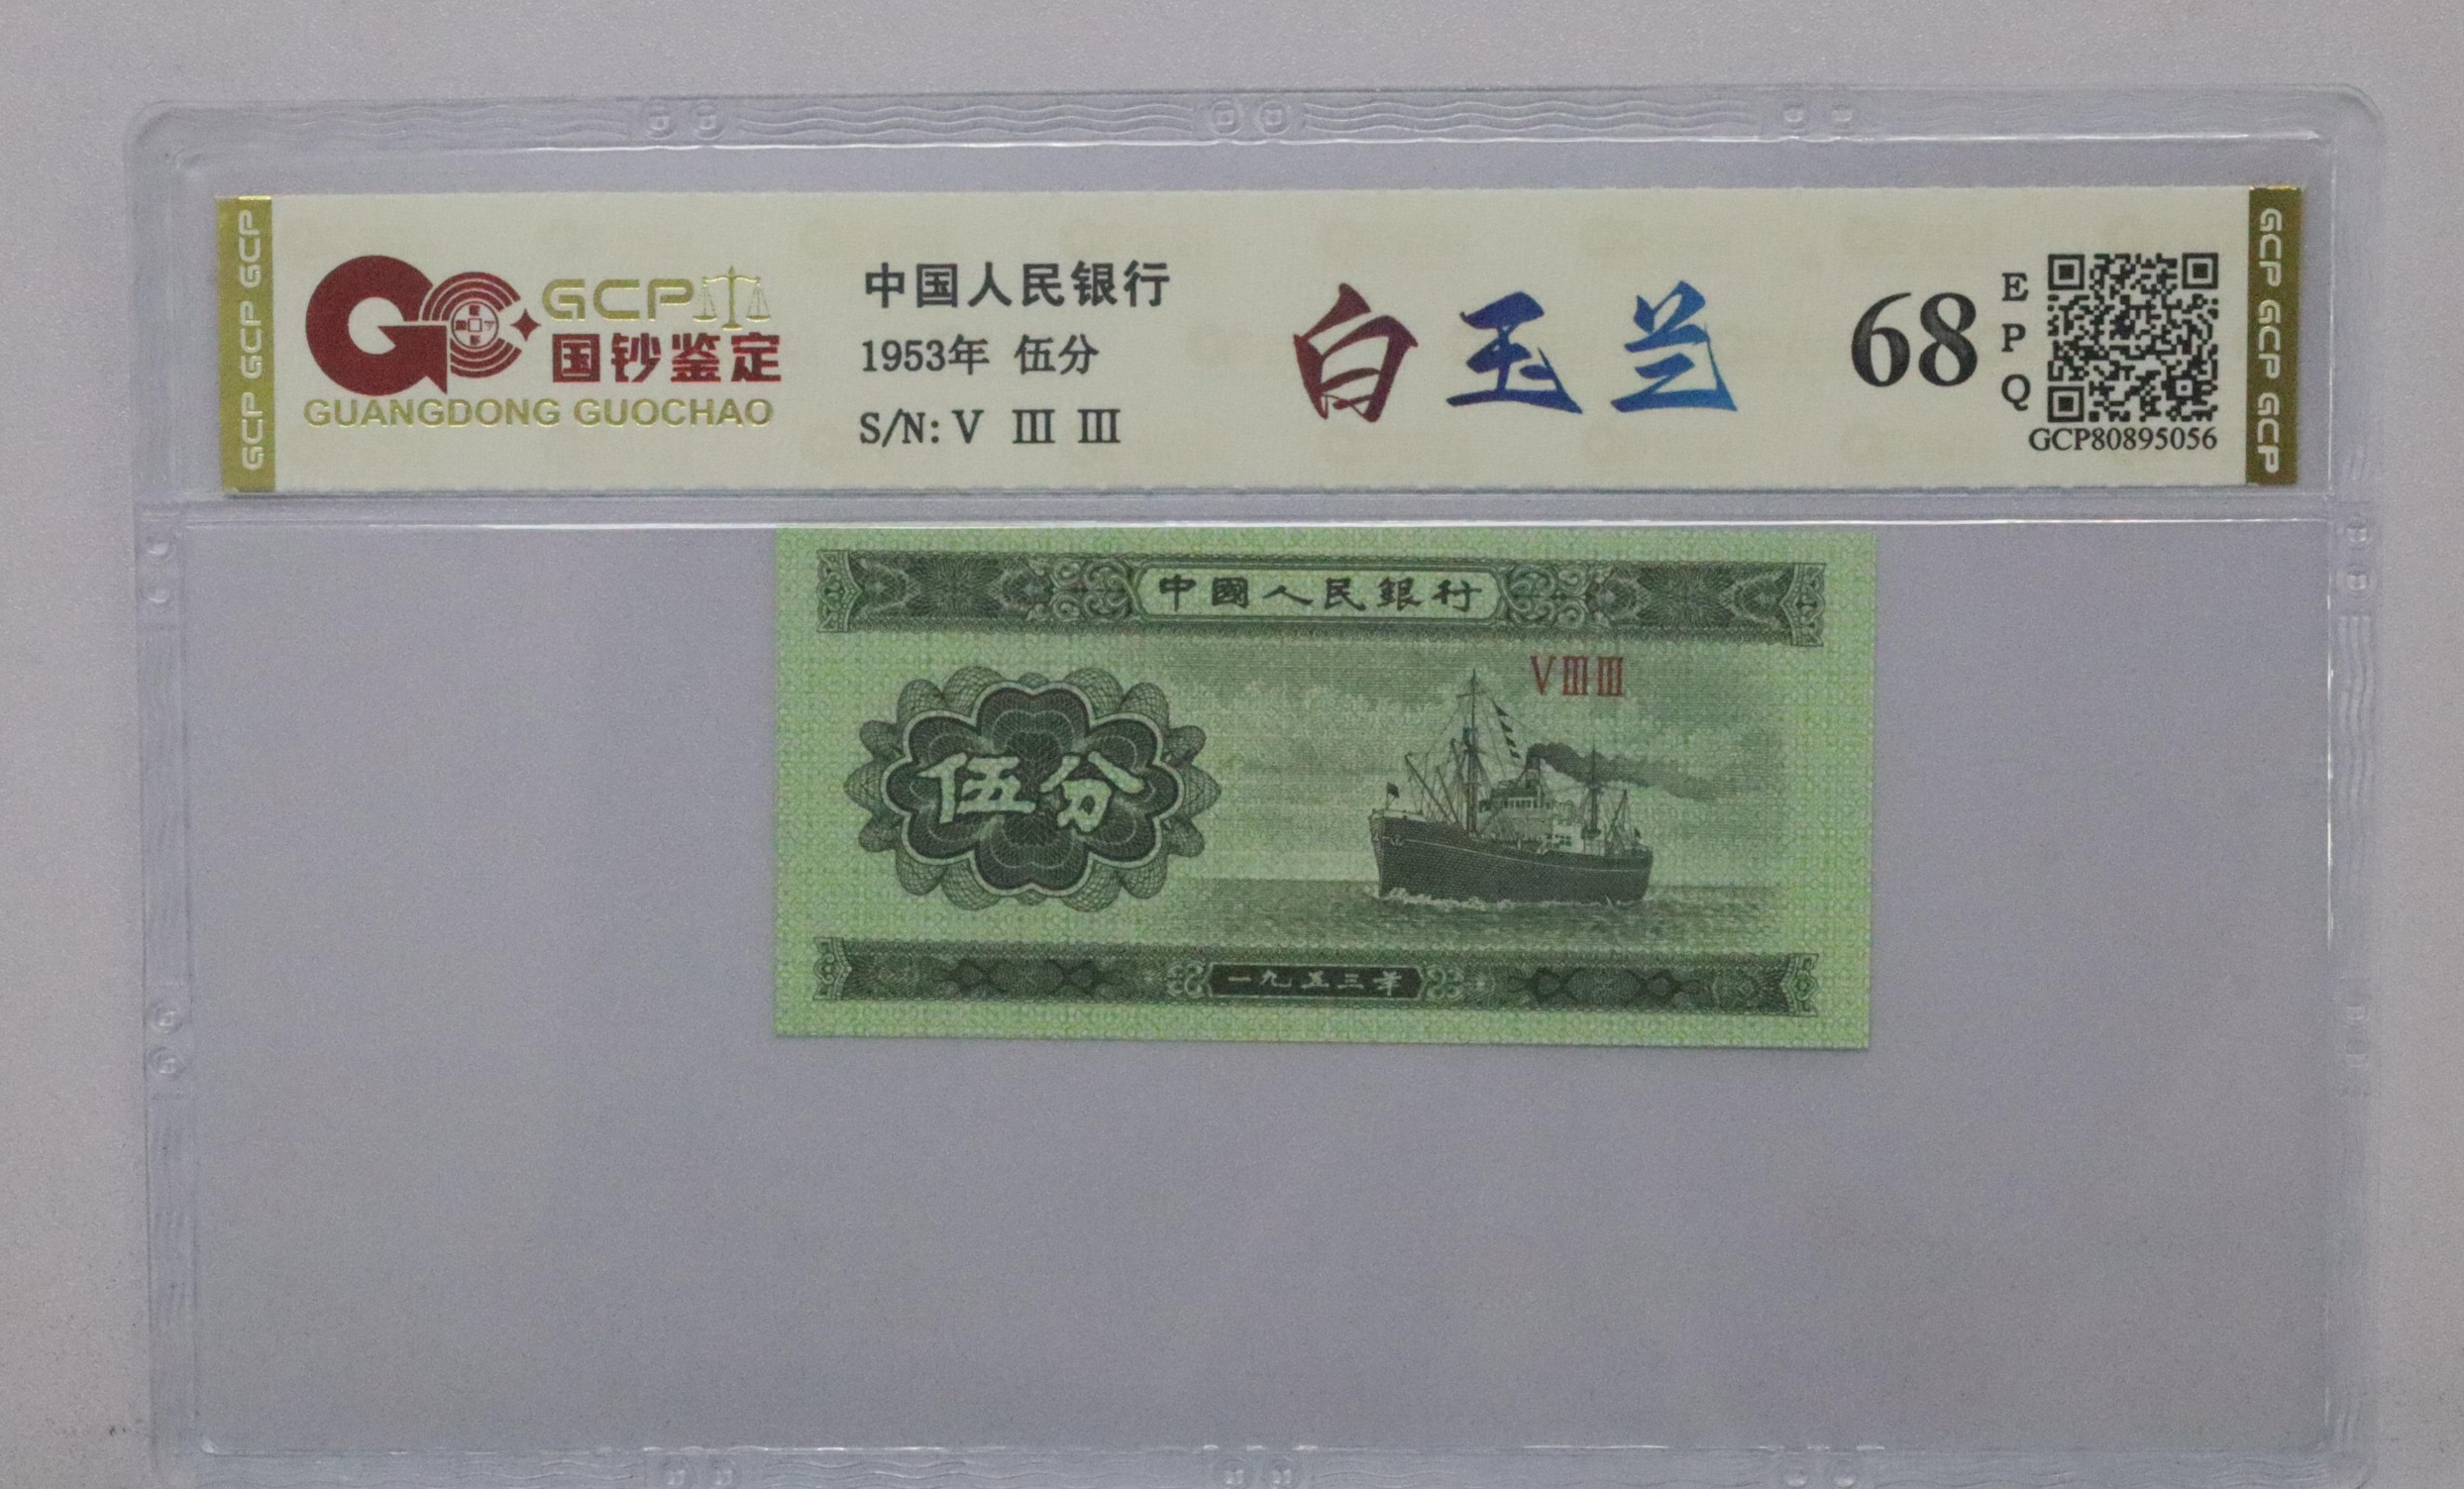 GCP GCP GCP
GCP
国钞鉴定
GUANGDONG GUOCHAO
中国人民银行
1953年 伍分
S/N: V III III
白玉兰
68
E
P
Q
GCP80895056
GCP GCP GCP
中國人民銀行
V III III
伍分
一九五三年